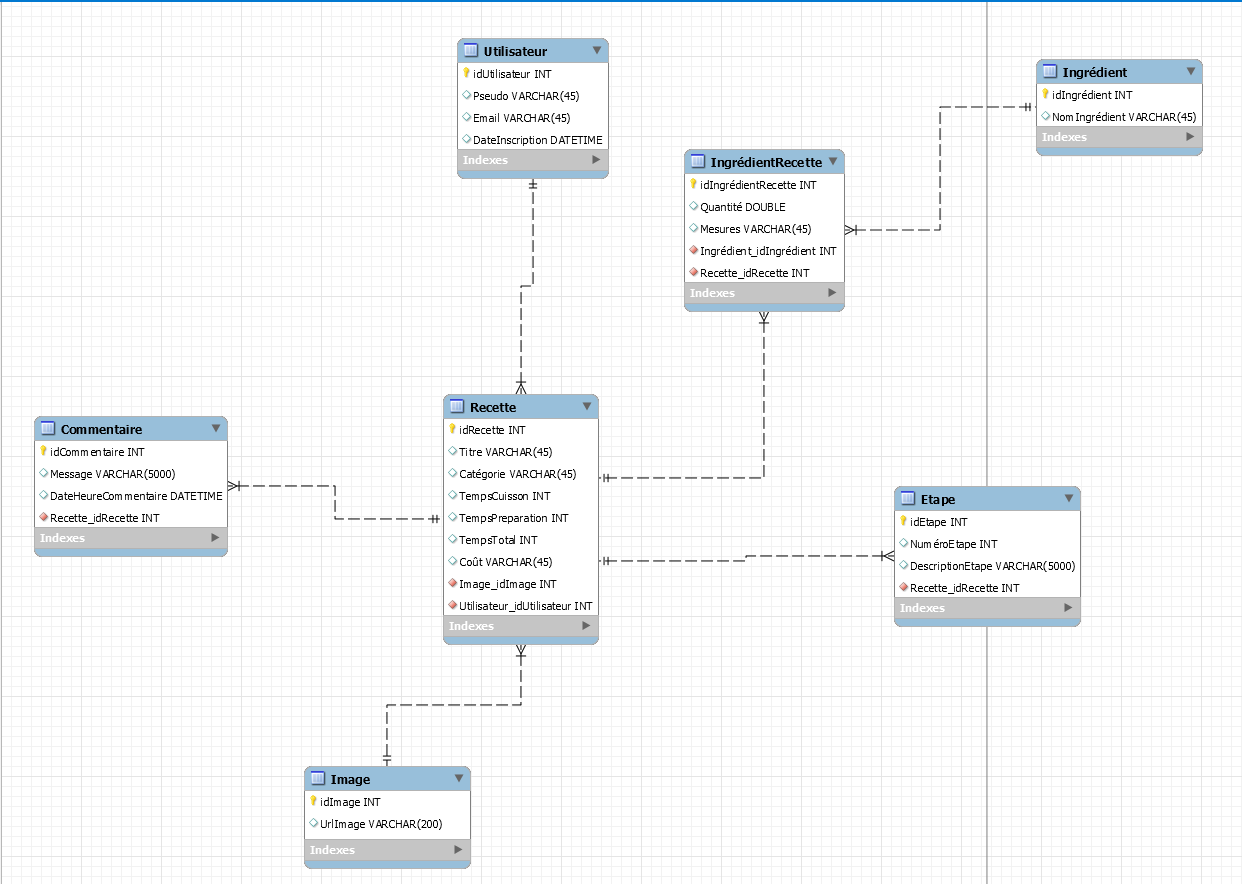 Utilisateur
idUtilisateur INT
Pseudo VARCHAR(45)
Email VARCHAR(45)
DateInscription DATETIME
Indexes
Ingrédient
idIngrédient INT
NomIngrédient VARCHAR(45)
Indexes
IngrédientRecette
idIngrédientRecette INT
Quantité DOUBLE
Mesures VARCHAR(45)
Ingrédient_idIngrédient INT
Recette_idRecette INT
Indexes
Commentaire
idCommentaire INT
Message VARCHAR(5000)
DateHeureCommentaire DATETIME
Recette_idRecette INT
Indexes
Recette
idRecette INT
Titre VARCHAR(45)
Catégorie VARCHAR(45)
TempsCuisson INT
TempsPreparation INT
TempsTotal INT
Coût VARCHAR(45)
Image_idImage INT
Utilisateur_idUtilisateur INT
Indexes
Etape
idEtape INT
NuméroEtape INT
DescriptionEtape VARCHAR(5000)
Recette_idRecette INT
Indexes
Image
idImage INT
UrlImage VARCHAR(200)
Indexes